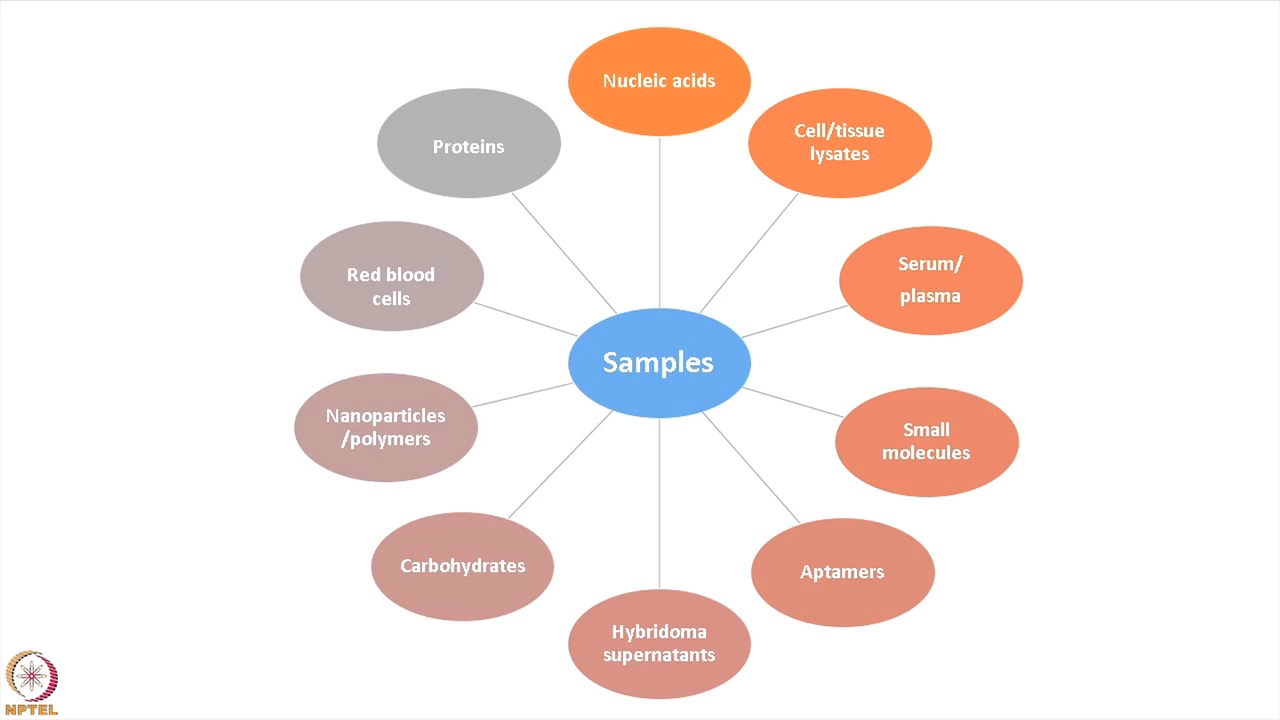 Nucleic acids
Cell/tissue
lysates
Serum/
plasma
Small
molecules
Aptamers
Hybridoma
supernatants
Carbohydrates
Nanoparticles
/polymers
Red blood
cells
Proteins
Samples
NPTEL